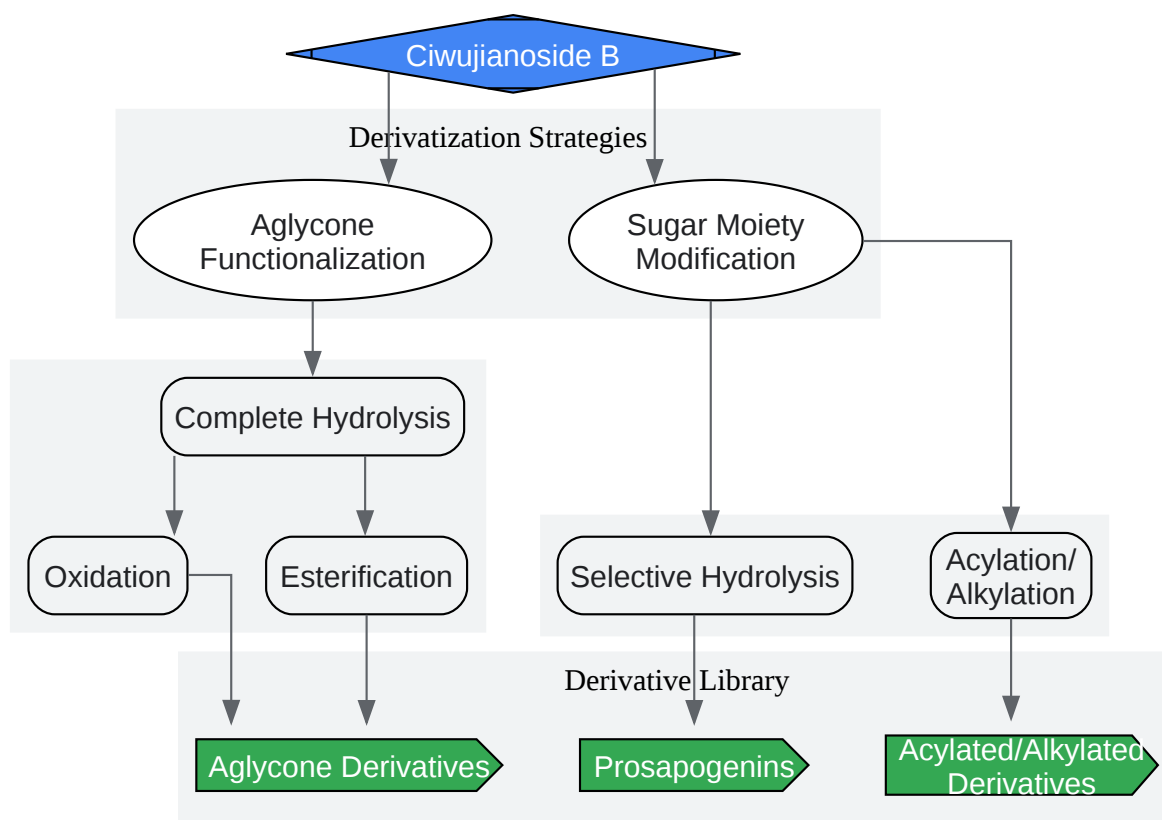 Ciwujianoside B
Derivatization Strategies
Aglycone
Functionalization
Sugar Moiety
Modification
Complete Hydrolysis
Oxidation
Esterification
Selective Hydrolysis
Acylation/
Alkylation
Derivative Library
Aglycone Derivatives
Prosapogenins
Acylated/Alkylated
Derivatives